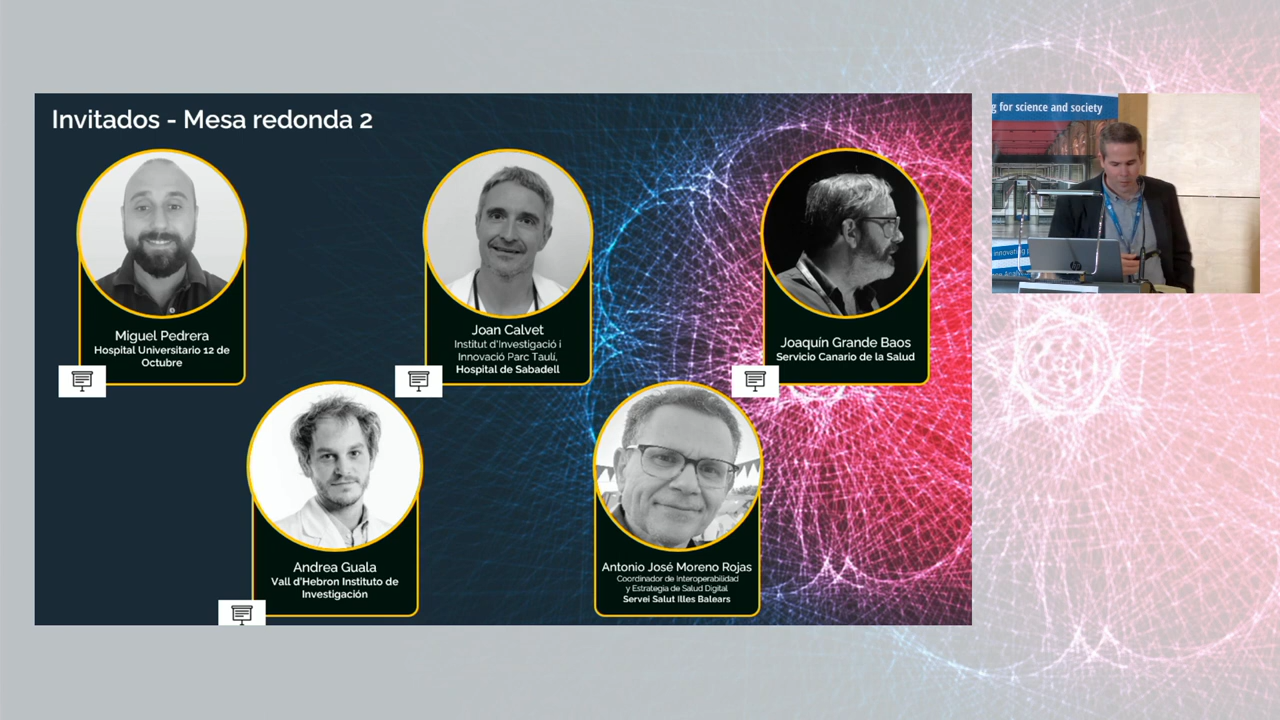 Invitados - Mesa redonda 2
Miguel Pedrera
Hospital Universitario 12 de
Octubre
Joan Calvet
Institut d'Investigació i
Innovació Parc Taulí,
Hospital de Sabadell
Joaquín Grande Baos
Servicio Canario de la Salud
Andrea Guala
Vall d'Hebron Instituto de
Investigación
Antonio José Moreno Rojas
Coordinador de Interoperabilidad
y Estrategia de Salud Digital
Servei Salut Illes Balears
g for science and society
innovating
hp